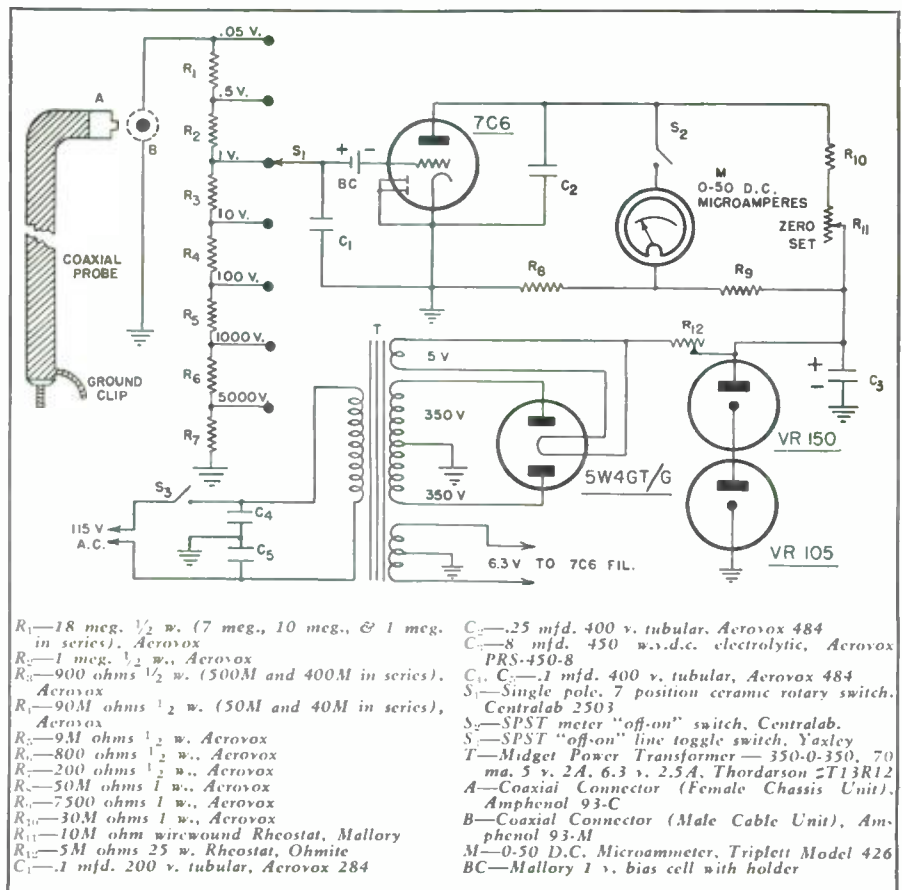 .05 V.
R1
.5 V.
R2
1 V.
S1
R3
10 V.
R4
100 V.
R5
1000 V.
R6
5000 V.
R7
A
B
COAXIAL
PROBE
GROUND
CLIP
+ -
BC
C1
7C6
C2
S2
M
0-50 D.C.
MICROAMPERES
ZERO
SET
R10
R11
R8
R9
R12
+
-
C3
T
5 V
350 V
350 V
5W4GT/G
VR 150
VR 105
S3
115 V
A.C.
C4
C5
6.3 V TO 7C6 FIL.
R1—18 meg. 1/2 w. (7 meg., 10 meg., & 1 meg.
in series). Aerovox
R2—1 meg. 1/2 w., Aerovox
R3—900 ohms 1/2 w. (500M and 400M in series).
Aerovox
R4—90M ohms 1/2 w. (50M and 40M in series),
Aerovox
R5—9M ohms 1/2 w. Aerovox
R6—800 ohms 1/2 w., Aerovox
R7—200 ohms 1/2 w., Aerovox
R8—50M ohms 1 w., Aerovox
R9—7500 ohms 1 w., Aerovox
R10—30M ohms 1 w., Aerovox
R11—10M ohm wirewound Rheostat, Mallory
R12—5M ohms 25 w. Rheostat, Ohmite
C1—.1 mfd. 200 v. tubular, Aerovox 284
C2—.25 mfd. 400 v. tubular, Aerovox 484
C3—8 mfd. 450 w.v.d.c. electrolytic, Aerovox
PRS-450-8
C4, C5—.1 mfd. 400 v. tubular, Aerovox 484
S1—Single pole, 7 position ceramic rotary switch.
Centralab 2503
S2—SPST meter "off-on" switch, Centralab.
S3—SPST "off-on" line toggle switch, Yaxley
T—Midget Power Transformer — 350-0-350, 70
ma. 5 v. 2A, 6.3 v. 2.5A, Thordarson #T13R12
A—Coaxial Connector (Female Chassis Unit),
Amphenol 93-C
B—Coaxial Connector (Male Cable Unit), Am-
phenol 93-M
M—0-50 D.C. Microammeter, Triplett Model 426
BC—Mallory 1 v. bias cell with holder